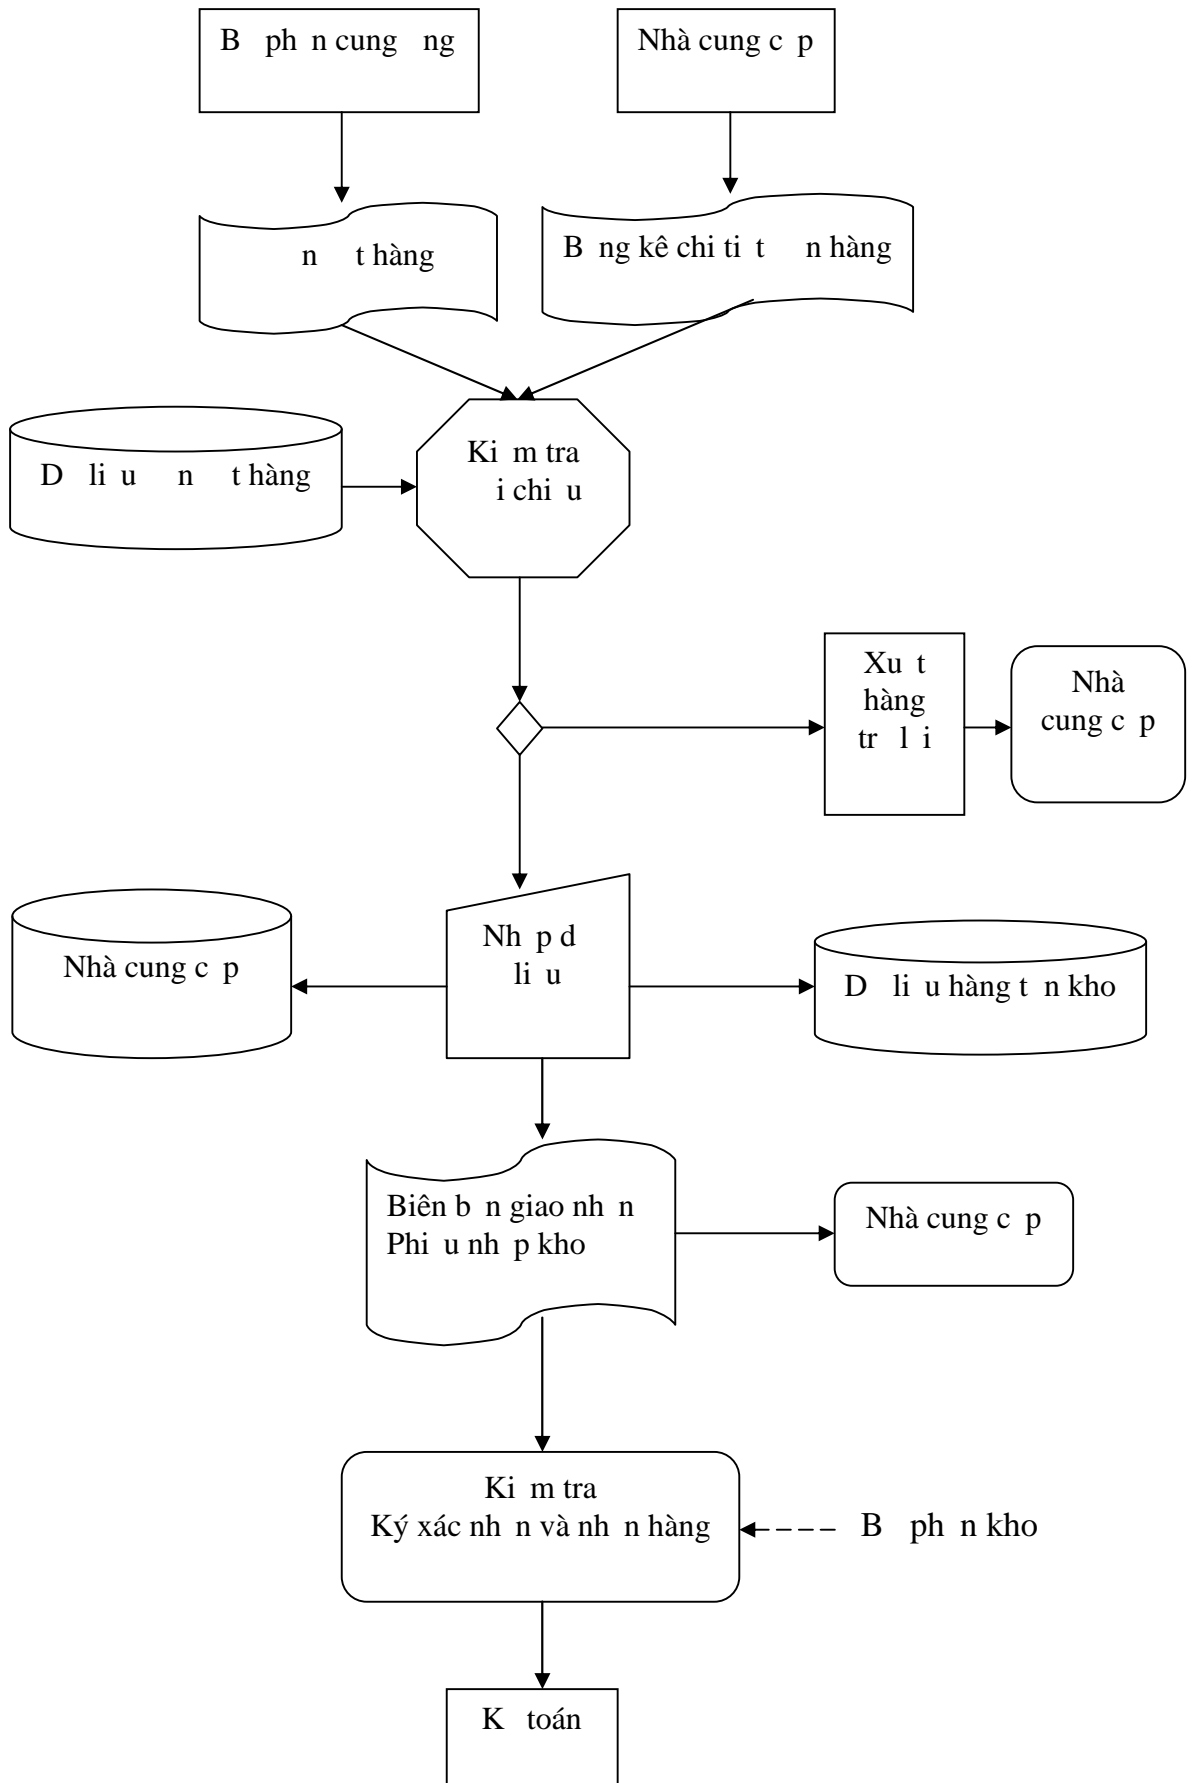 B ph n cung ng
Nhà cung c p
n t hàng
B ng kê chi ti t n hàng
Ki m tra
i chi u
D li u n t hàng
Xu t
hàng
tr l i
Nhà
cung c p
Nh p d
li u
Nhà cung c p
D li u hàng t n kho
Biên b n giao nh n
Phi u nh p kho
Nhà cung c p
Ki m tra
Ký xác nh n và nh n hàng
B ph n kho
K toán